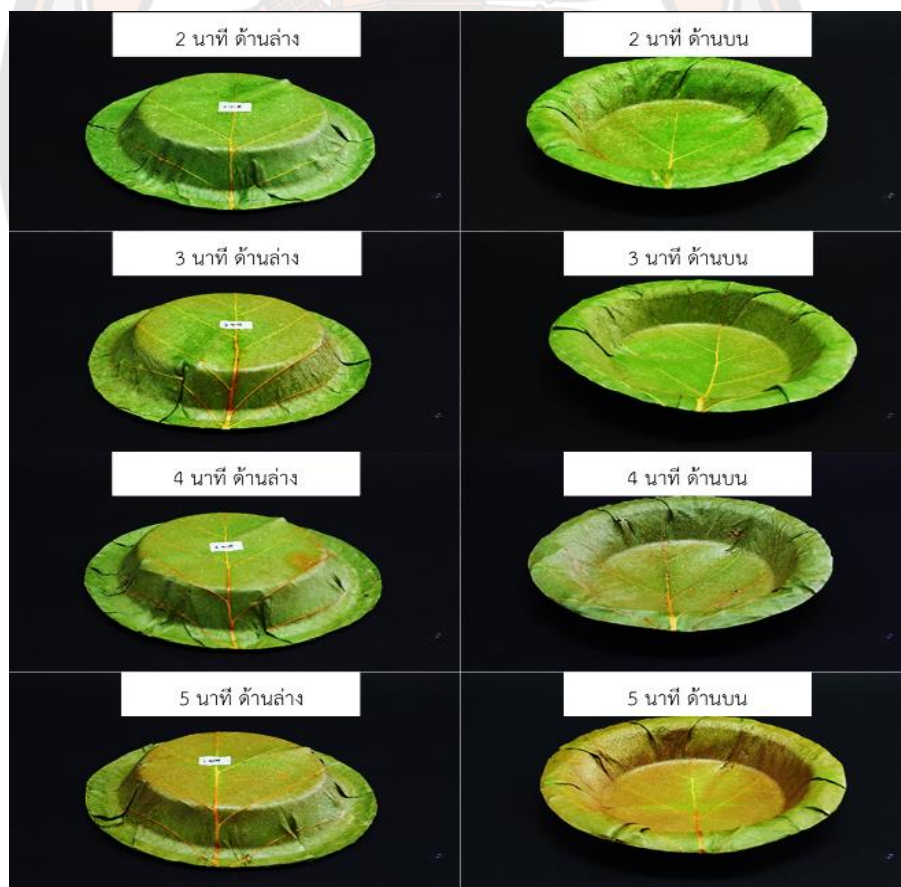 2 นาที ด้านล่าง
2 นาที ด้านบน
3 นาที ด้านล่าง
3 นาที ด้านบน
4 นาที ด้านล่าง
4 นาที ด้านบน
5 นาที ด้านล่าง
5 นาที ด้านบน